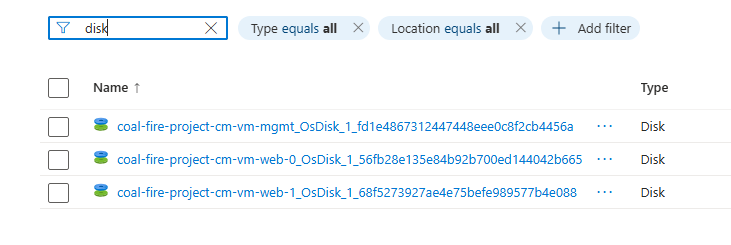 disk
Type equals all
Location equals all
Add filter
Name ↑ Type
coal-fire-project-cm-vm-mgmt_OsDisk_1_fd1e4867312447448eee0c8f2cb4456a ... Disk
coal-fire-project-cm-vm-web-0_OsDisk_1_56fb28e135e84b92b700ed144042b665 ... Disk
coal-fire-project-cm-vm-web-1_OsDisk_1_68f5273927ae4e75befe989577b4e088 ... Disk